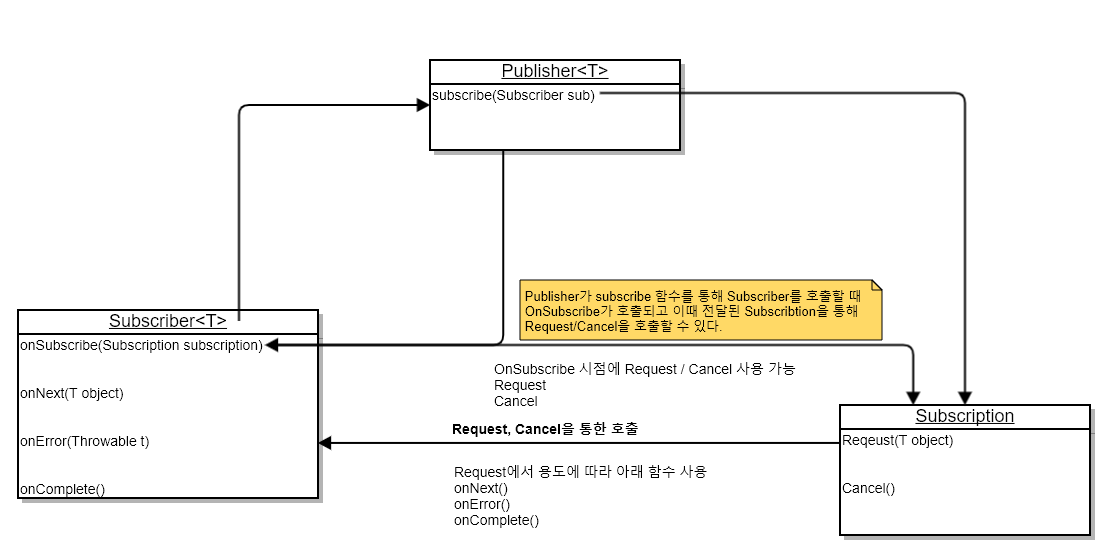 Publisher<T>
subscribe(Subscriber sub)
Publisher가 subscribe 함수를 통해 Subscriber를 호출할 때
OnSubscribe가 호출되고 이때 전달된 Subscribtion을 통해
Request/Cancel을 호출할 수 있다.
Subscriber<T>
onSubscribe(Subscription subscription)
onNext(T object)
onError(Throwable t)
onComplete()
OnSubscribe 시점에 Request / Cancel 사용 가능
Request
Cancel
Request, Cancel을 통한 호출
Request에서 용도에 따라 아래 함수 사용
onNext()
onError()
onComplete()
Subscription
Reqeust(T object)
Cancel()